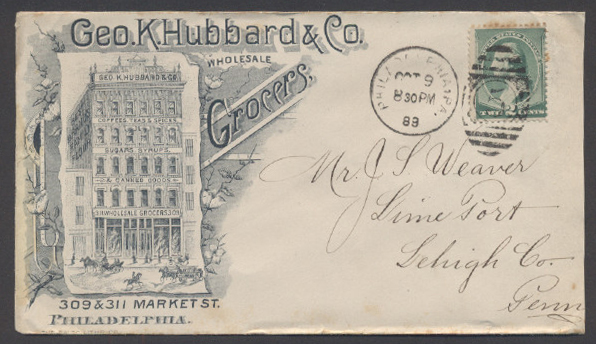 Geo. K. Hubbard & Co.
WHOLESALE
Grocers,
GEO. K. HUBBARD & CO.
COFFEES, TEAS & SPICES
SUGARS, SYRUPS,
& CANNED GOODS
WHOLESALE GROCERS
309 & 311 MARKET ST.
PHILADELPHIA.
PHILADELPHIA, PA.
OCT 9
8 30 PM
88
TWO CENTS
Mr. J. S. Weaver
Lime Port
Lehigh Co.
Penn